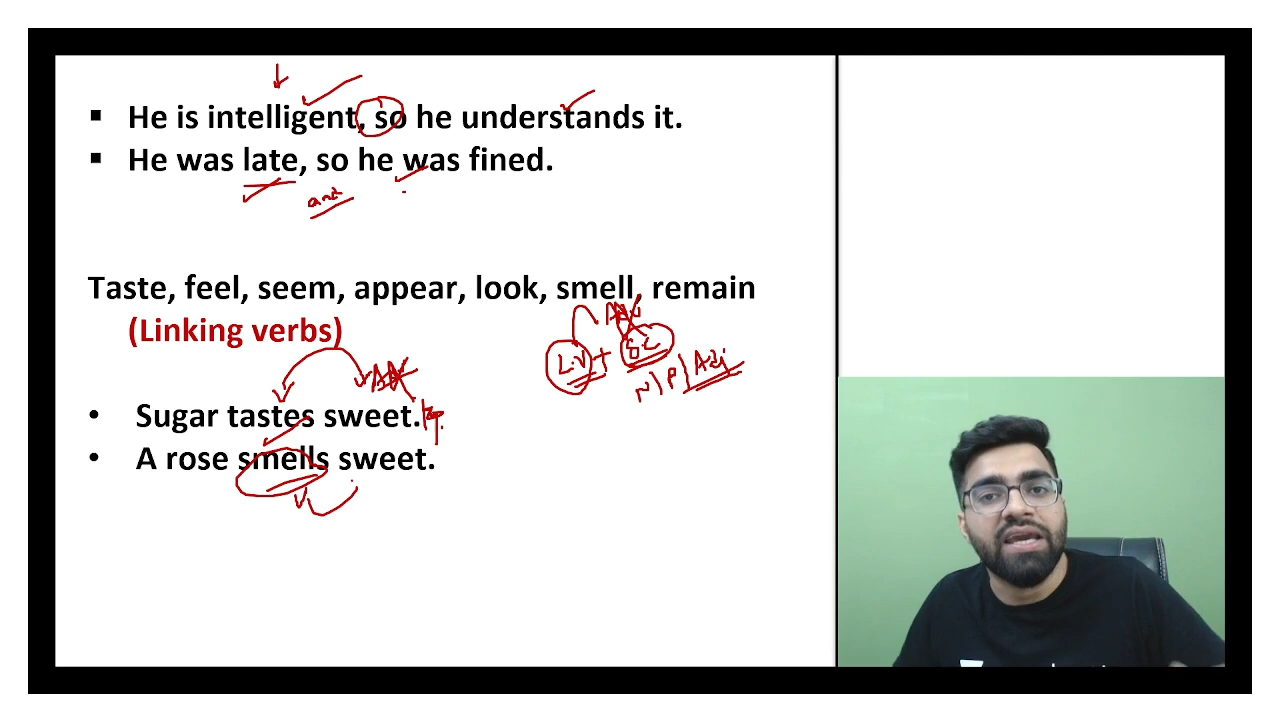 ▪ He is intelligent, so he understands it.
▪ He was late, so he was fined.
and
Taste, feel, seem, appear, look, smell, remain
(Linking verbs)
L.V + S.C
N/P/Adj
• Sugar tastes sweet.
• A rose smells sweet.